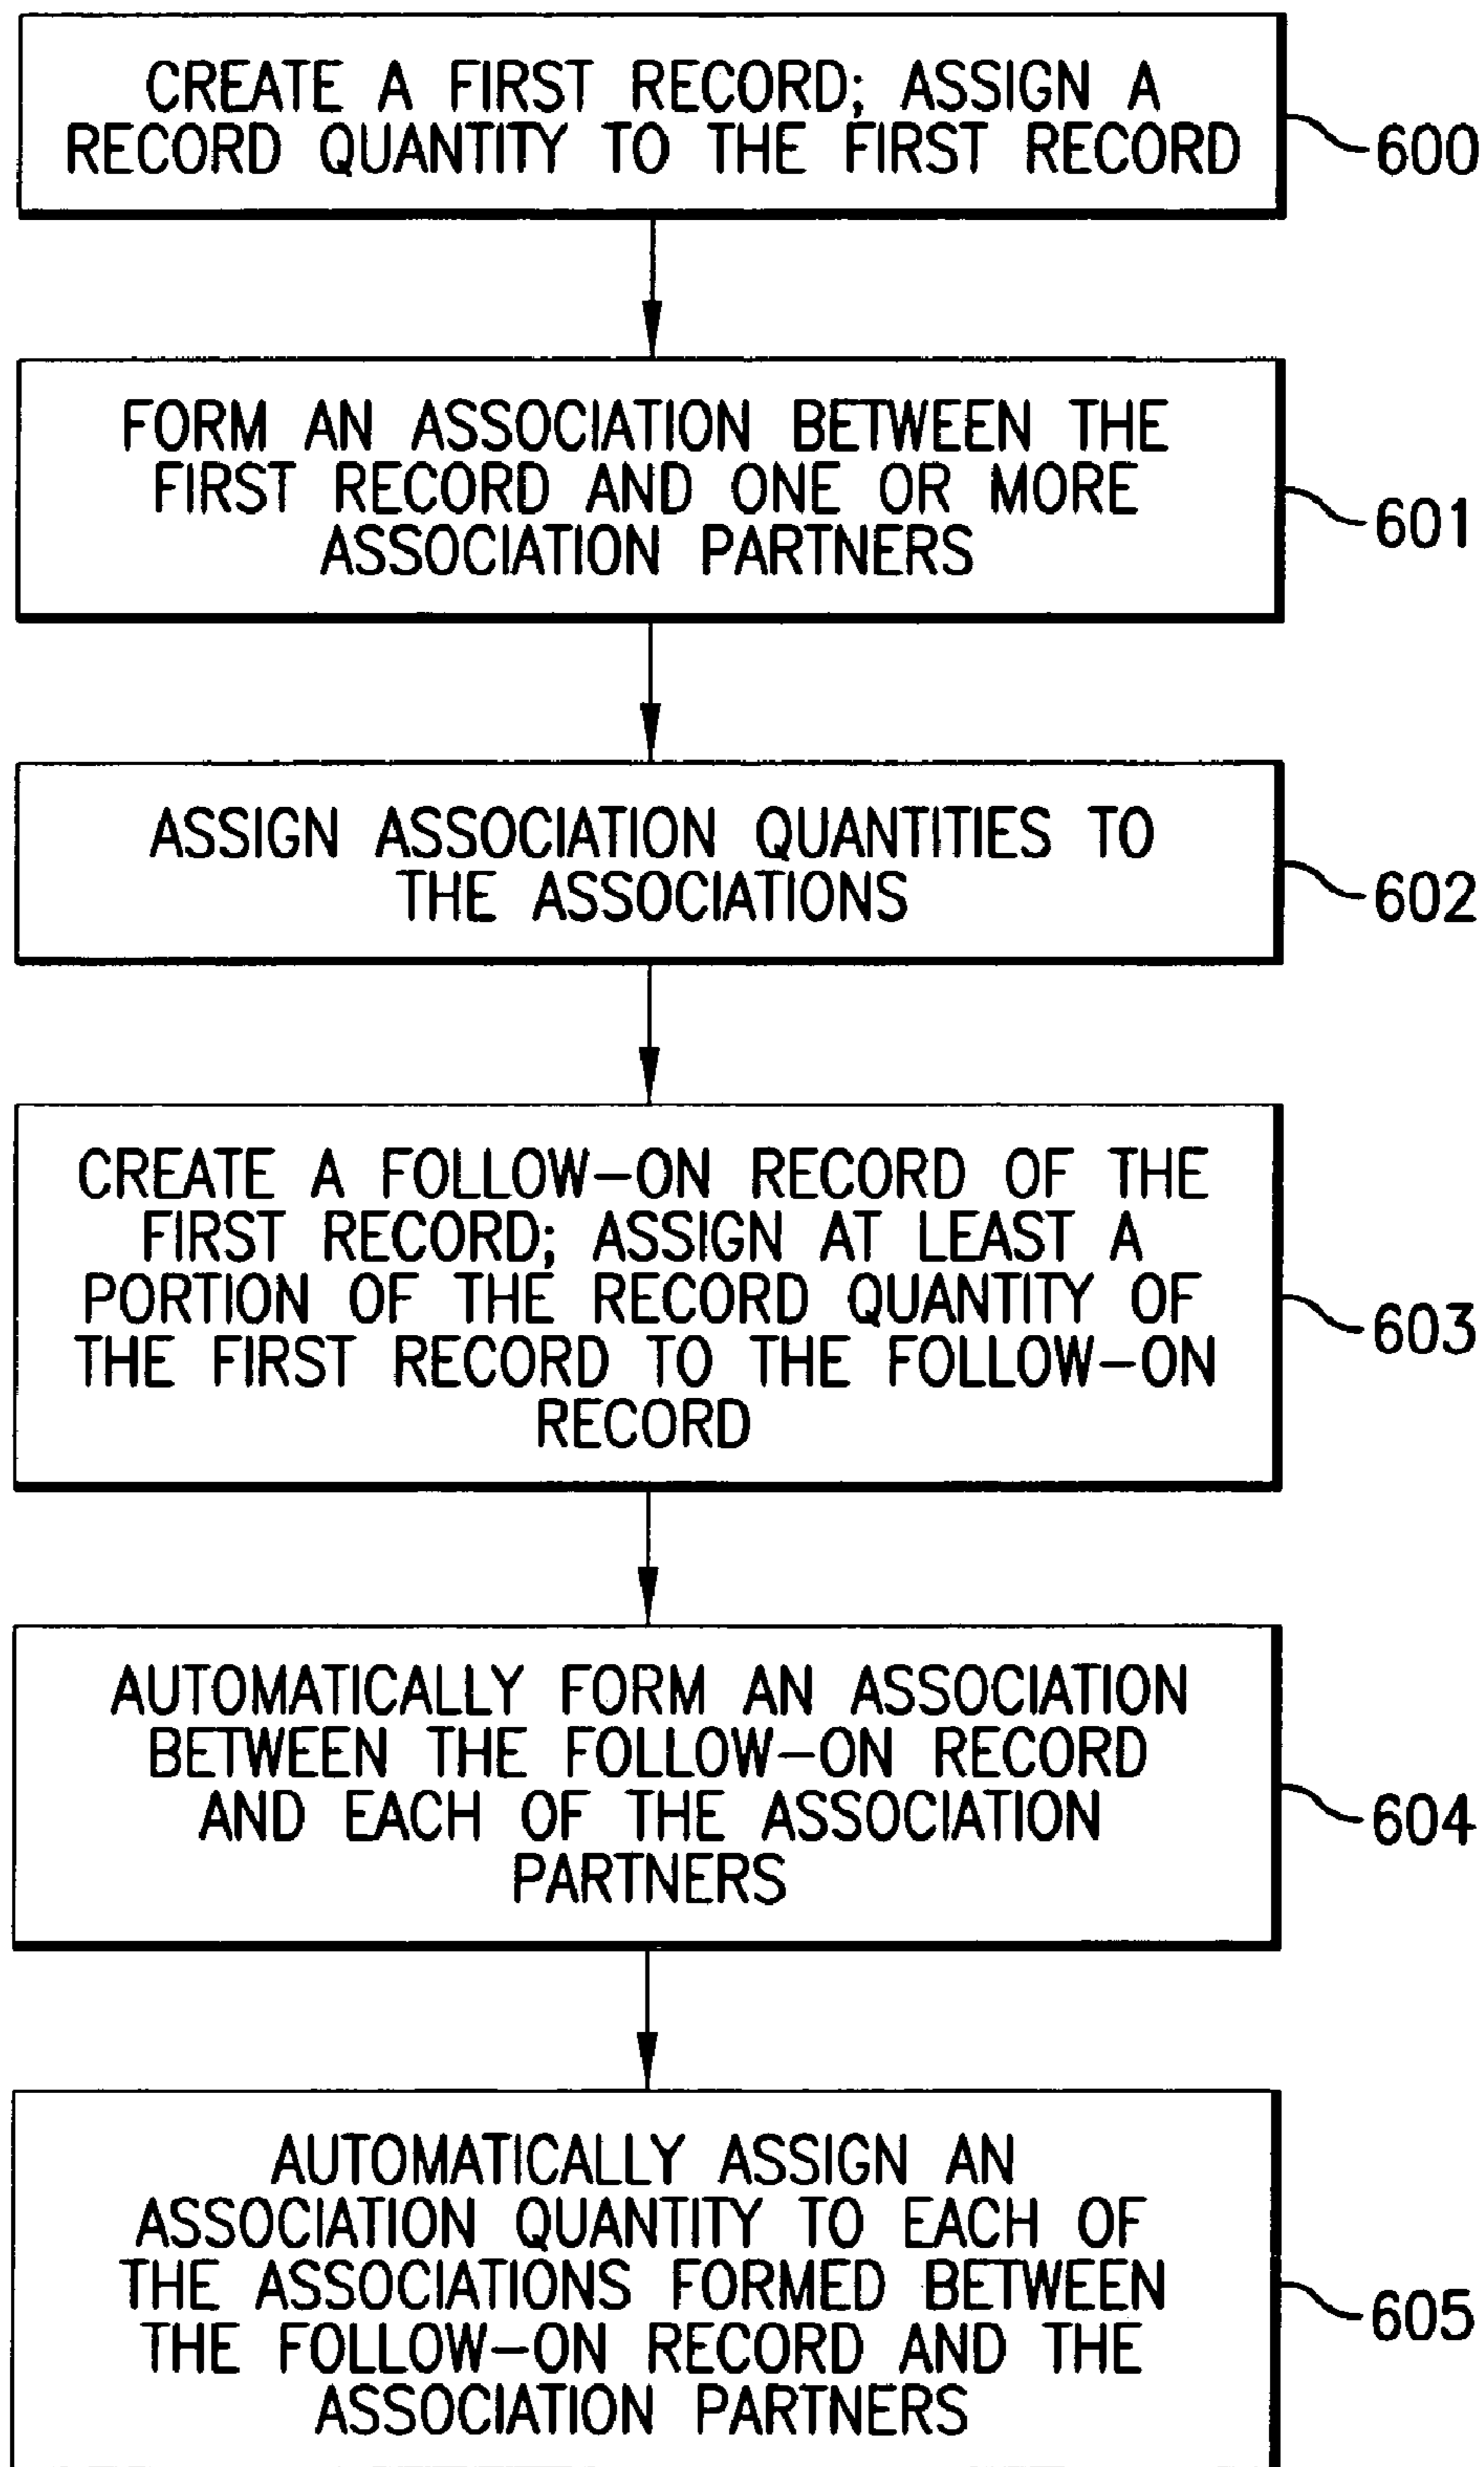 CREATE A FIRST RECORD; ASSIGN A
RECORD QUANTITY TO THE FIRST RECORD
600
FORM AN ASSOCIATION BETWEEN THE
FIRST RECORD AND ONE OR MORE
ASSOCIATION PARTNERS
601
ASSIGN ASSOCIATION QUANTITIES TO
THE ASSOCIATIONS
602
CREATE A FOLLOW-ON RECORD OF THE
FIRST RECORD; ASSIGN AT LEAST A
PORTION OF THE RECORD QUANTITY OF
THE FIRST RECORD TO THE FOLLOW-ON
RECORD
603
AUTOMATICALLY FORM AN ASSOCIATION
BETWEEN THE FOLLOW-ON RECORD
AND EACH OF THE ASSOCIATION
PARTNERS
604
AUTOMATICALLY ASSIGN AN
ASSOCIATION QUANTITY TO EACH OF
THE ASSOCIATIONS FORMED BETWEEN
THE FOLLOW-ON RECORD AND THE
ASSOCIATION PARTNERS
605